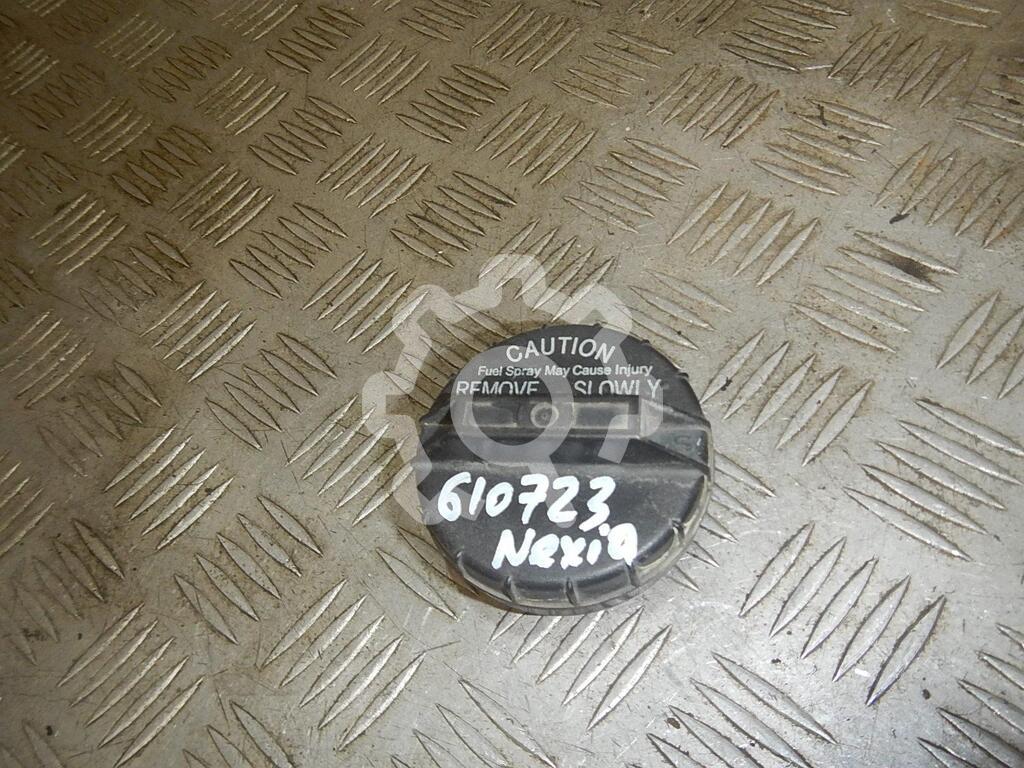 CAUTION
Fuel Spray May Cause Injury
REMOVE SLOWLY
610723
Nexia